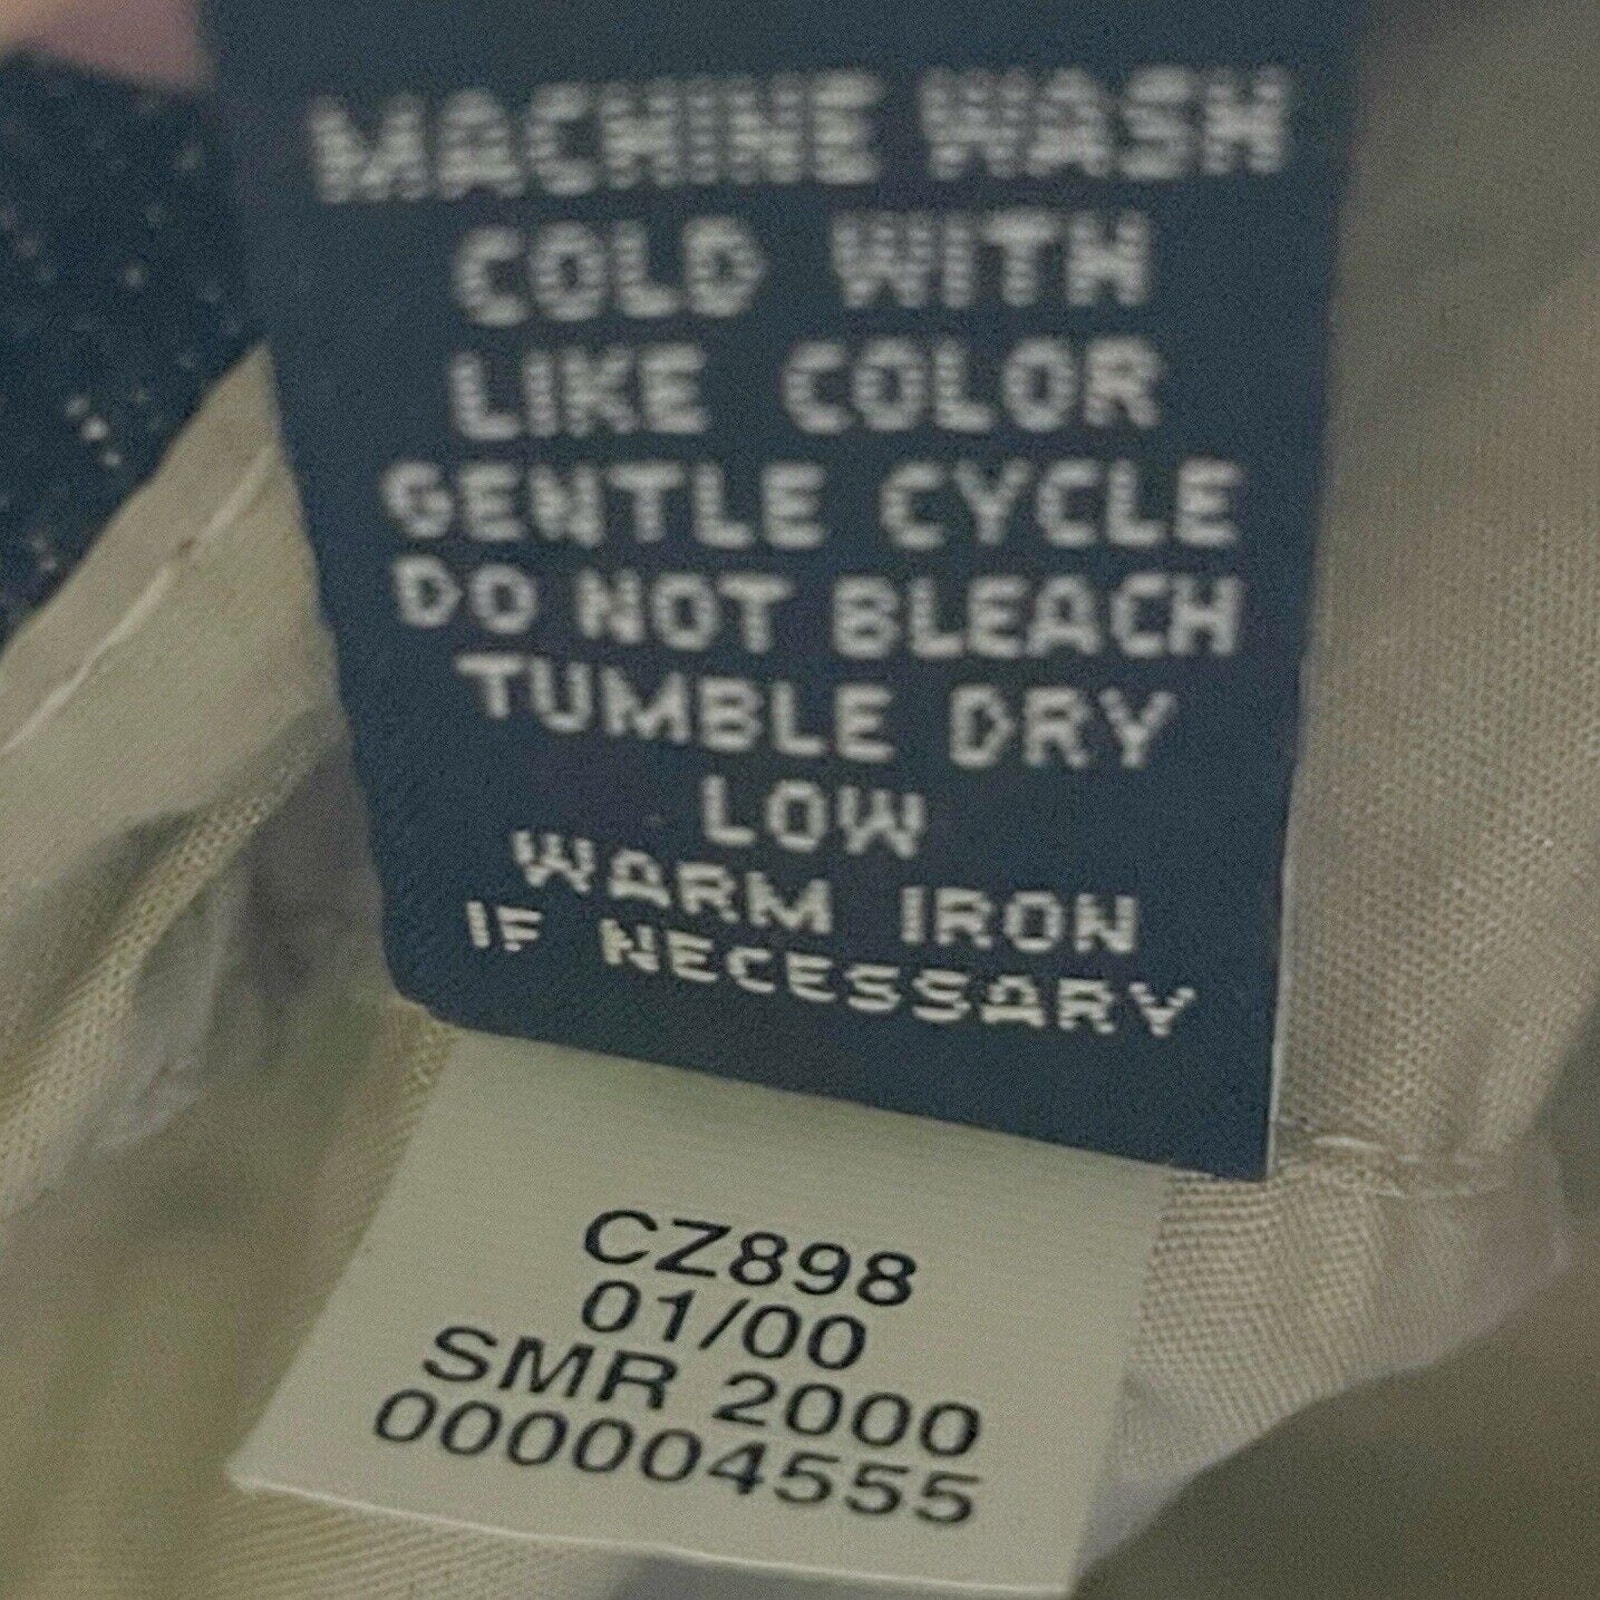 MACHINE WASH
COLD WITH
LIKE COLOR
GENTLE CYCLE
DO NOT BLEACH
TUMBLE DRY
LOW
WARM IRON
IF NECESSARY
CZ898
01/00
SMR 2000
000004555